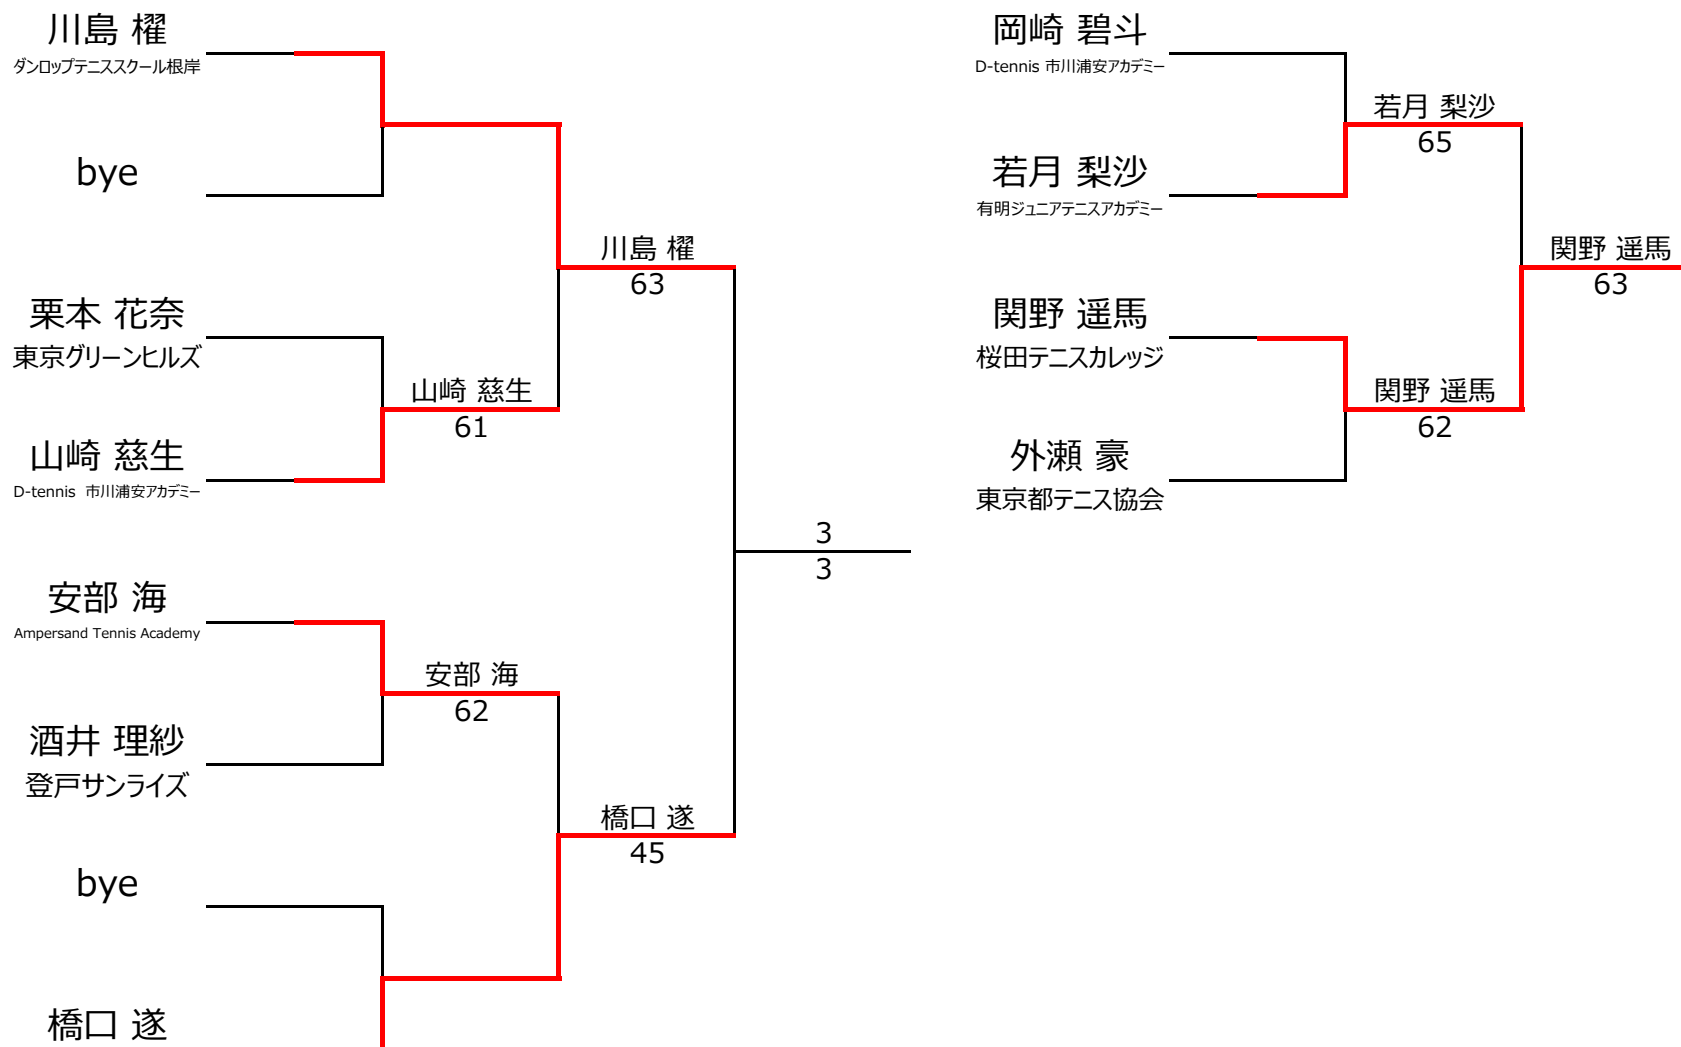 川島 櫂
ダンロップテニススクール根岸
bye
川島 櫂
63
栗本 花奈
東京グリーンヒルズ
山崎 慈生
61
山崎 慈生
D-tennis 市川浦安アカデミー
3
3
安部 海
Ampersand Tennis Academy
安部 海
62
酒井 理紗
登戸サンライズ
橋口 遂
45
bye
橋口 遂
岡崎 碧斗
D-tennis 市川浦安アカデミー
若月 梨沙
65
若月 梨沙
有明ジュニアテニスアカデミー
関野 遥馬
63
関野 遥馬
桜田テニスカレッジ
関野 遥馬
62
外瀬 豪
東京都テニス協会